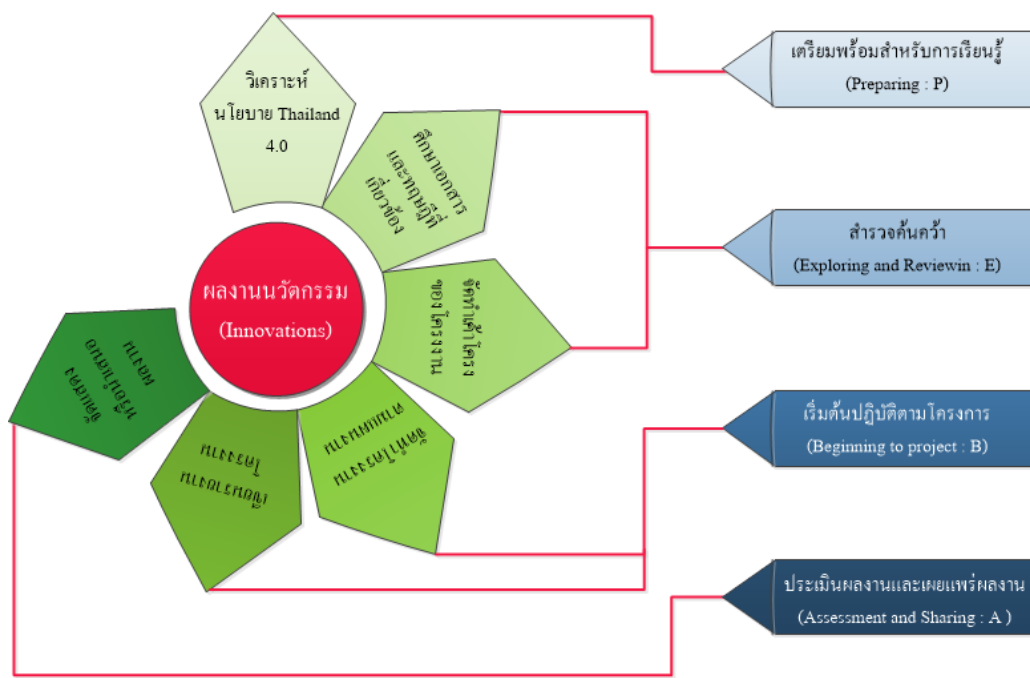 วิเคราะห์
นโยบาย Thailand
4.0
ศึกษาเอกสาร
และทฤษฎีที่
เกี่ยวข้อง
จัดทำเค้าโครง
ของโครงงาน
จัดทำโครงงาน
ตามแผนงาน
เขียนรายงาน
โครงงาน
จัดแสดง
หรือนำเสนอ
ผลงาน
ผลงานนวัตกรรม
(Innovations)
เตรียมพร้อมสำหรับการเรียนรู้
(Preparing : P)
สำรวจค้นคว้า
(Exploring and Reviewin : E)
เริ่มต้นปฏิบัติตามโครงการ
(Beginning to project : B)
ประเมินผลงานและเผยแพร่ผลงาน
(Assessment and Sharing : A )